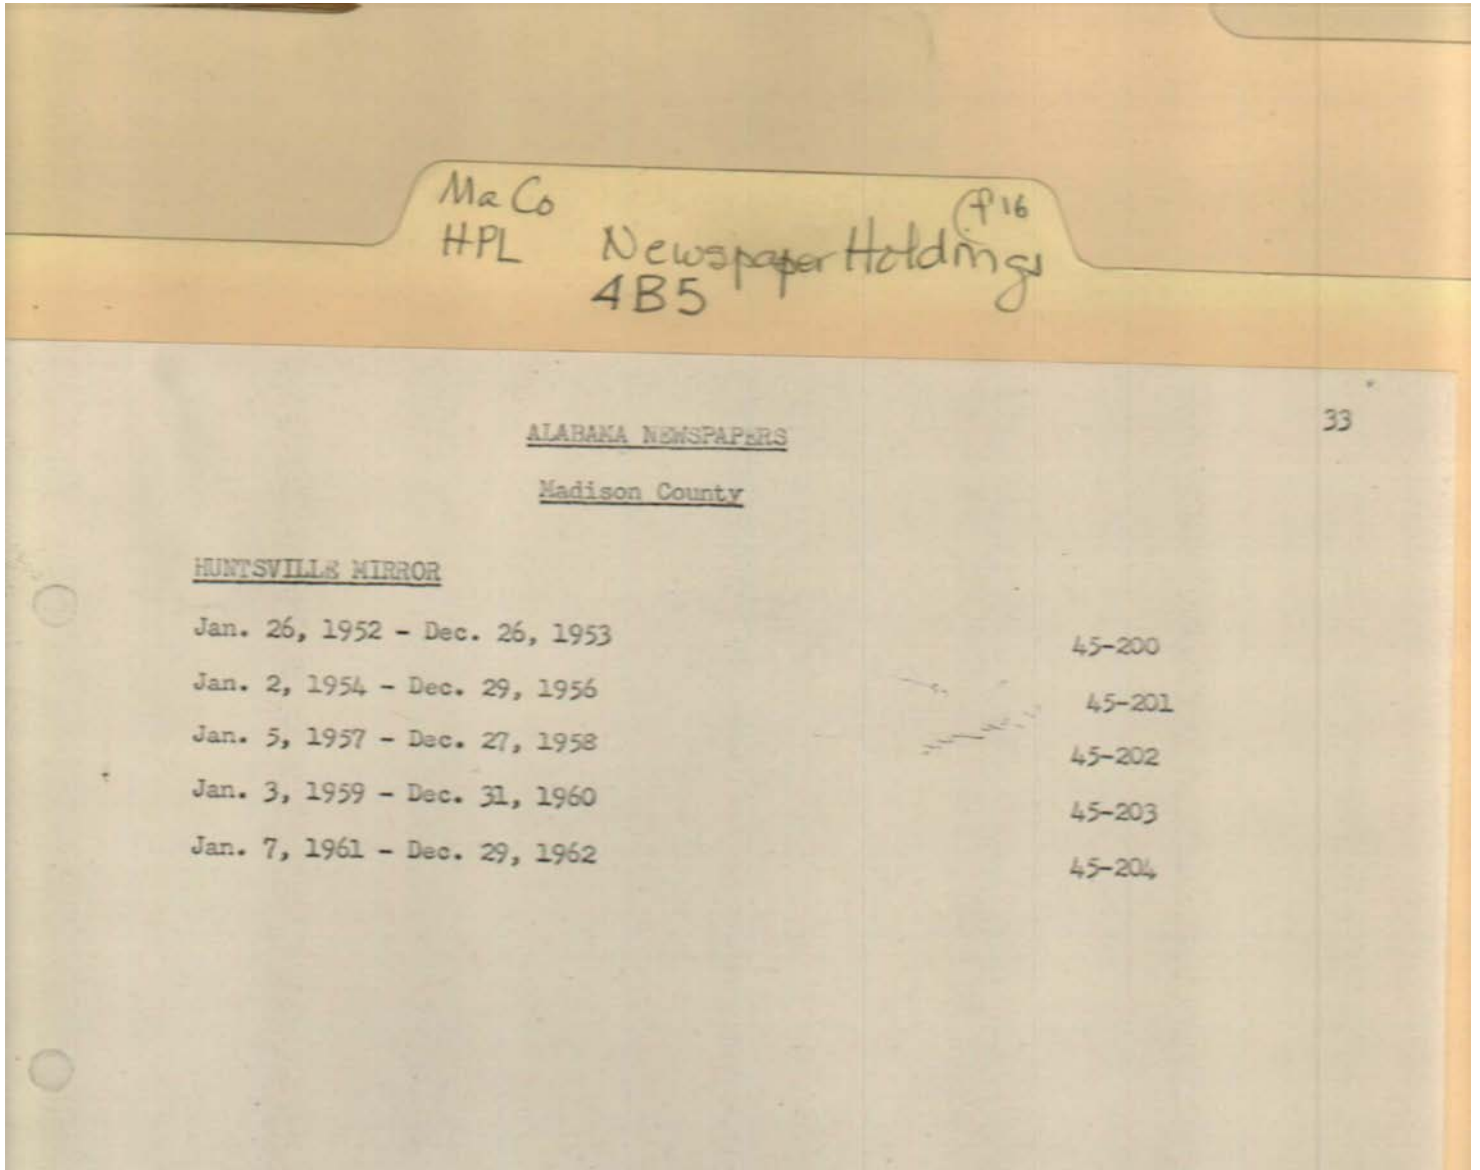 Ma Co
p16
HPL Newspaper Holdings
4B5
33
ALABAMA NEWSPAPERS
Madison County
HUNTSVILLE MIRROR
Jan. 26, 1952 - Dec. 26, 1953 45-200
Jan. 2, 1954 - Dec. 29, 1956 45-201
Jan. 5, 1957 - Dec. 27, 1958 45-202
Jan. 3, 1959 - Dec. 31, 1960 45-203
Jan. 7, 1961 - Dec. 29, 1962 45-204